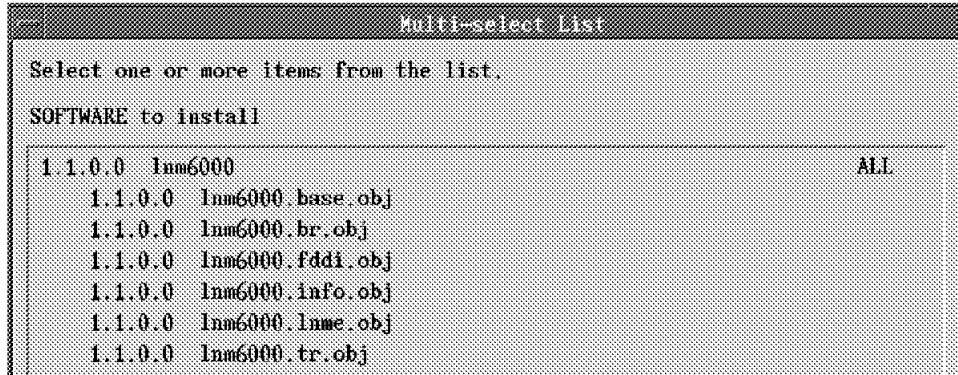 Multi-select List
Select one or more items from the list.
SOFTWARE to install
1.1.0.0 lnm6000 ALL
1.1.0.0 lnm6000.base.obj
1.1.0.0 lnm6000.br.obj
1.1.0.0 lnm6000.fddi.obj
1.1.0.0 lnm6000.info.obj
1.1.0.0 lnm6000.lnme.obj
1.1.0.0 lnm6000.tr.obj